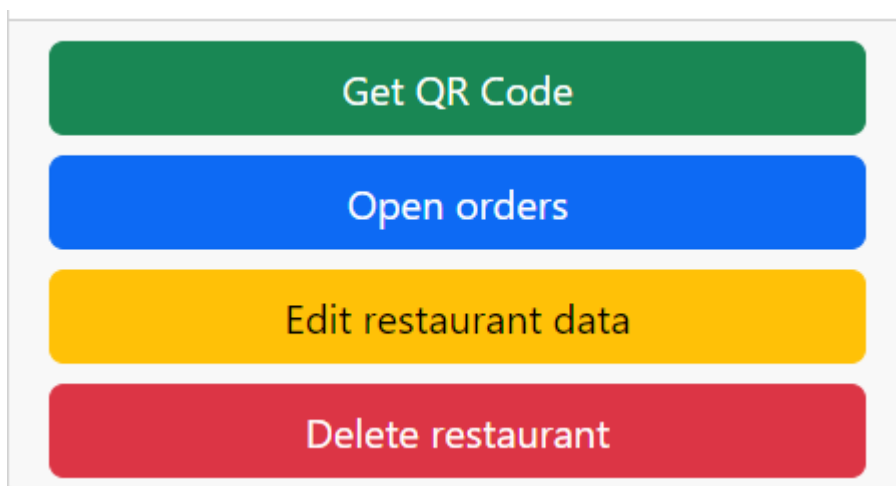 Get QR Code
Open orders
Edit restaurant data
Delete restaurant